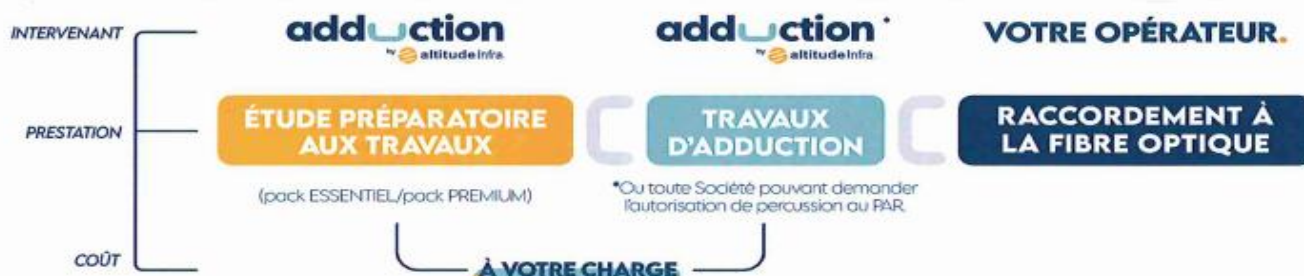 INTERVENANT
adduction
by altitude infra
adduction *
by altitude infra
VOTRE OPÉRATEUR.
PRESTATION
ÉTUDE PRÉPARATOIRE
AUX TRAVAUX
TRAVAUX
D'ADDUCTION
RACCORDEMENT À
LA FIBRE OPTIQUE
(pack ESSENTIEL/pack PREMIUM)
*Ou toute Société pouvant demander
l'autorisation de percussion au PAR.
COÛT
À VOTRE CHARGE